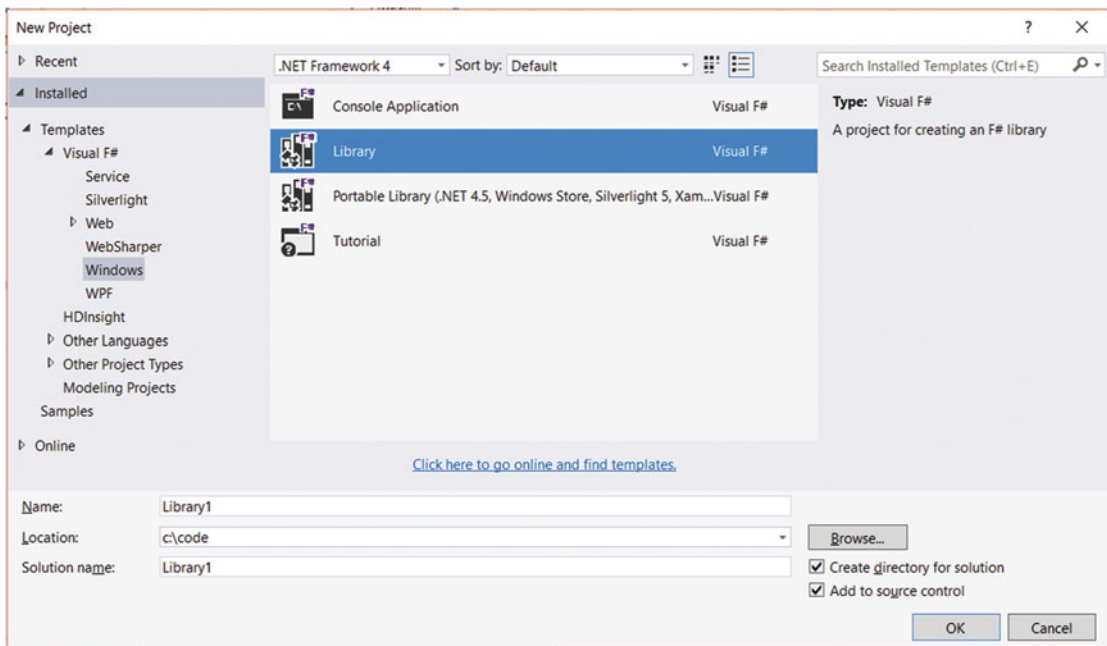 New Project
?
Recent
.NET Framework 4
Sort by: Default
Search Installed Templates (Ctrl+E)
Installed
Templates
Visual F#
Service
Silverlight
Web
WebSharper
Windows
WPF
HDInsight
Other Languages
Other Project Types
Modeling Projects
Samples
Online
Console Application Visual F#
Library Visual F#
Portable Library (.NET 4.5, Windows Store, Silverlight 5, Xam...Visual F#
Tutorial Visual F#
Type: Visual F#
A project for creating an F# library
Click here to go online and find templates.
Name: Library1
Location: c:\code
Browse...
Solution name: Library1
Create directory for solution
Add to source control
OK
Cancel